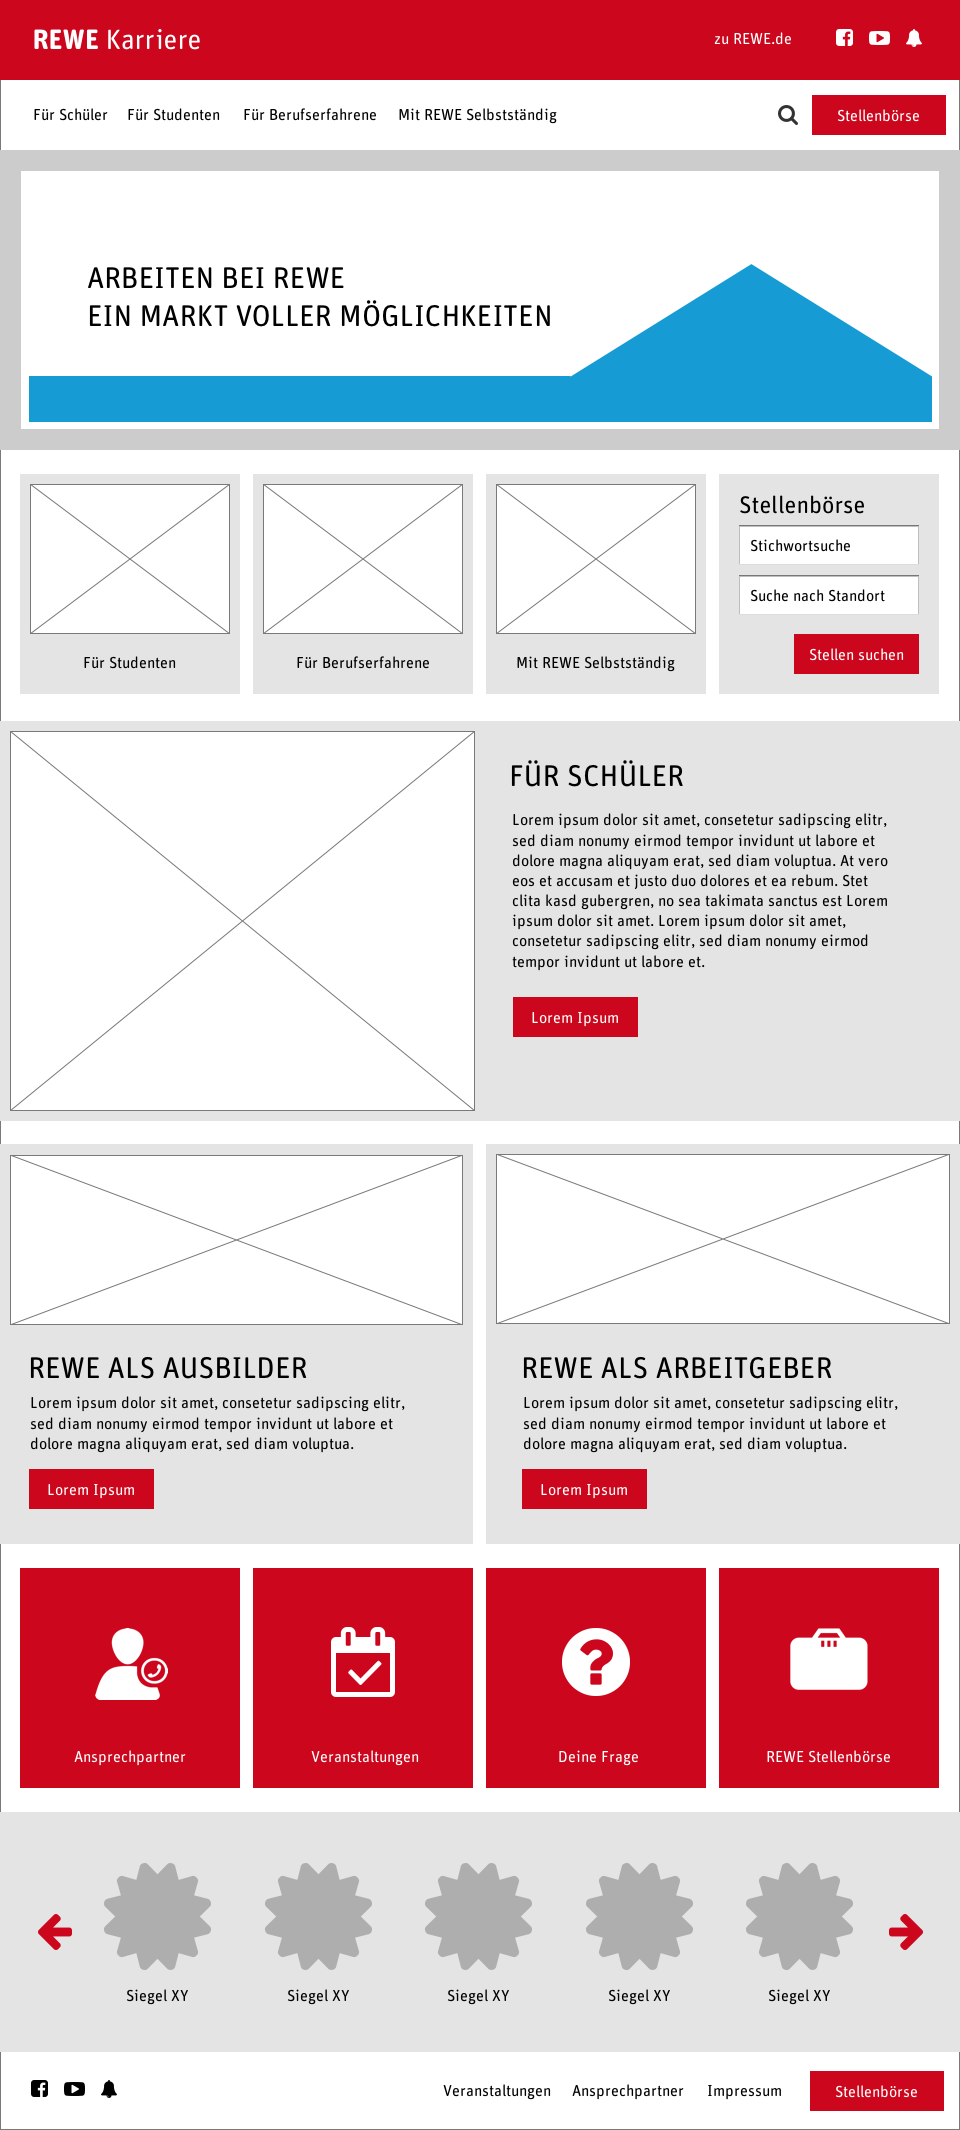 REWE Karriere
zu REWE.de
Für Schüler
Für Studenten
Für Berufserfahrene
Mit REWE Selbstständig
Stellenbörse
ARBEITEN BEI REWE
EIN MARKT VOLLER MÖGLICHKEITEN
Für Studenten
Für Berufserfahrene
Mit REWE Selbstständig
Stellenbörse
Stichwortsuche
Suche nach Standort
Stellen suchen
FÜR SCHÜLER
Lorem ipsum dolor sit amet, consetetur sadipscing elitr,
sed diam nonumy eirmod tempor invidunt ut labore et
dolore magna aliquyam erat, sed diam voluptua. At vero
eos et accusam et justo duo dolores et ea rebum. Stet
clita kasd gubergren, no sea takimata sanctus est Lorem
ipsum dolor sit amet. Lorem ipsum dolor sit amet,
consetetur sadipscing elitr, sed diam nonumy eirmod
tempor invidunt ut labore et.
Lorem Ipsum
REWE ALS AUSBILDER
Lorem ipsum dolor sit amet, consetetur sadipscing elitr,
sed diam nonumy eirmod tempor invidunt ut labore et
dolore magna aliquyam erat, sed diam voluptua.
Lorem Ipsum
REWE ALS ARBEITGEBER
Lorem ipsum dolor sit amet, consetetur sadipscing elitr,
sed diam nonumy eirmod tempor invidunt ut labore et
dolore magna aliquyam erat, sed diam voluptua.
Lorem Ipsum
Ansprechpartner
Veranstaltungen
Deine Frage
REWE Stellenbörse
Siegel XY
Siegel XY
Siegel XY
Siegel XY
Siegel XY
Veranstaltungen
Ansprechpartner
Impressum
Stellenbörse